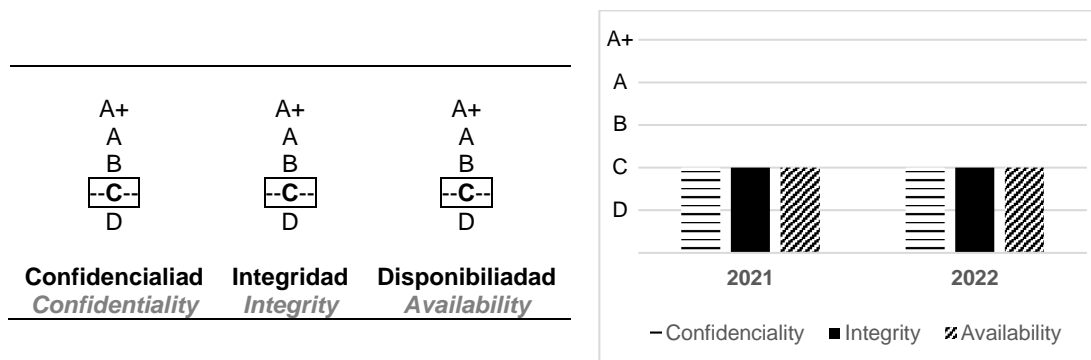 A+ A+ A+
A A A
B B B
--C-- --C-- --C--
D D D
Confidencialiad Integridad Disponibiliadad
Confidentiality Integrity Availability
A+
A
B
C
D
2021 2022
Confidenciality Integrity Availability